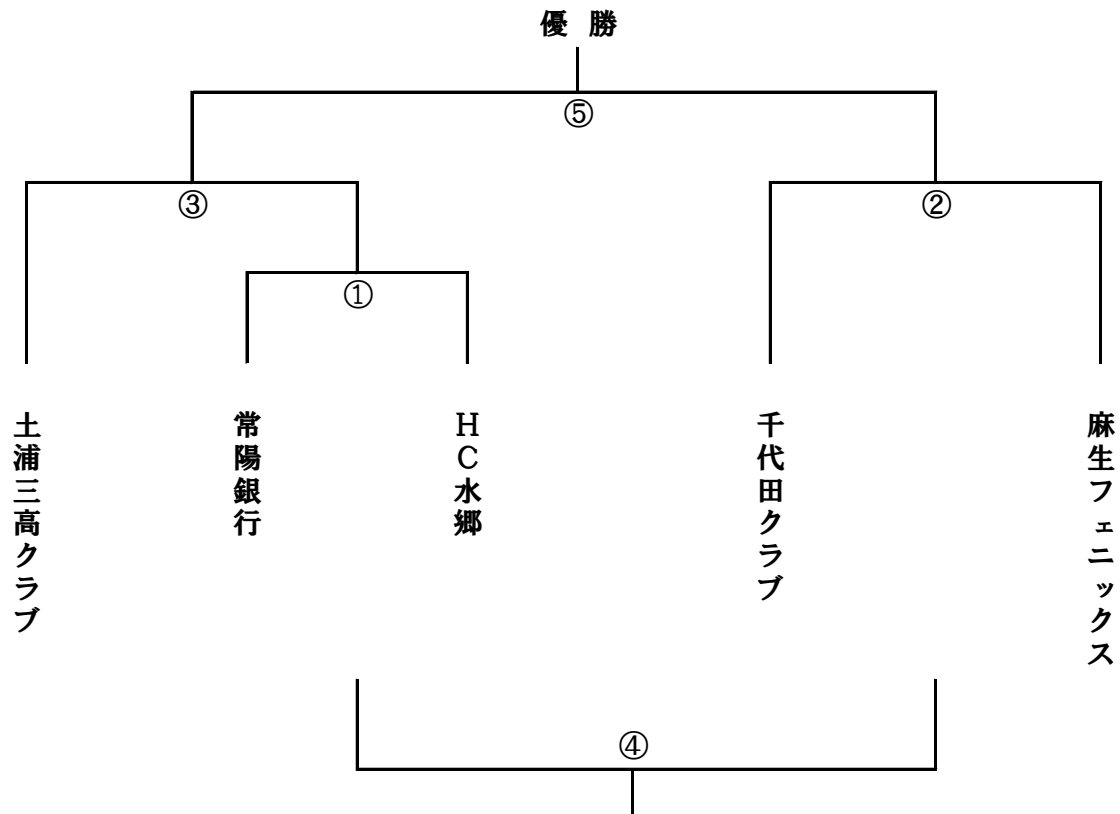 優 勝
⑤
③
②
①
土浦三高クラブ
常陽銀行
HC水郷
千代田クラブ
麻生フェニックス
④